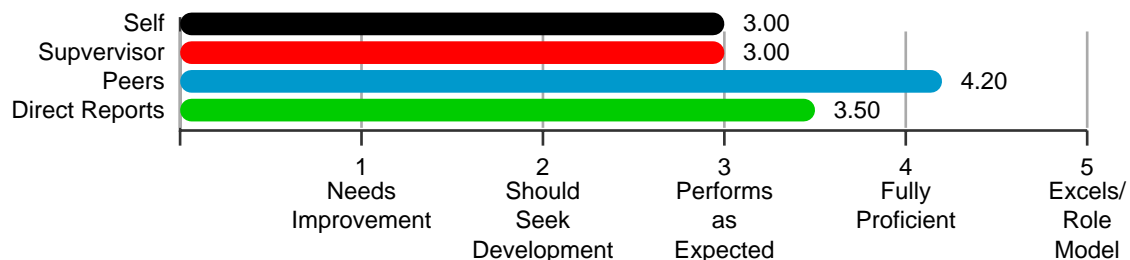 Self 3.00
Supvervisor 3.00
Peers 4.20
Direct Reports 3.50
1 2 3 4 5
Needs Should Performs Fully Excels/
Improvement Seek as Proficient Role
Development Expected Model